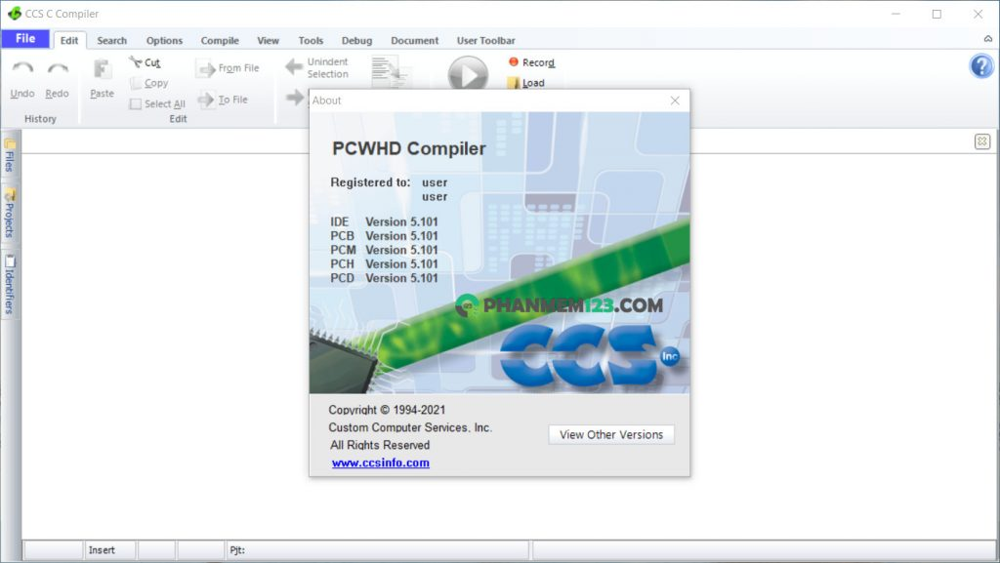 CCS C Compiler
File Edit Search Options Compile View Tools Debug Document User Toolbar
Undo Redo
History
Paste
Cut
Copy
Select All
From File
To File
Edit
Unindent
Selection
Record
Load
Files
Projects
Identifiers
About
PCWHD Compiler
Registered to: user
user
IDE Version 5.101
PCB Version 5.101
PCM Version 5.101
PCH Version 5.101
PCD Version 5.101
123 PHANMEM123.COM
CCS Inc
Copyright © 1994-2021
Custom Computer Services, Inc.
All Rights Reserved
www.ccsinfo.com
View Other Versions
Insert Pjt: